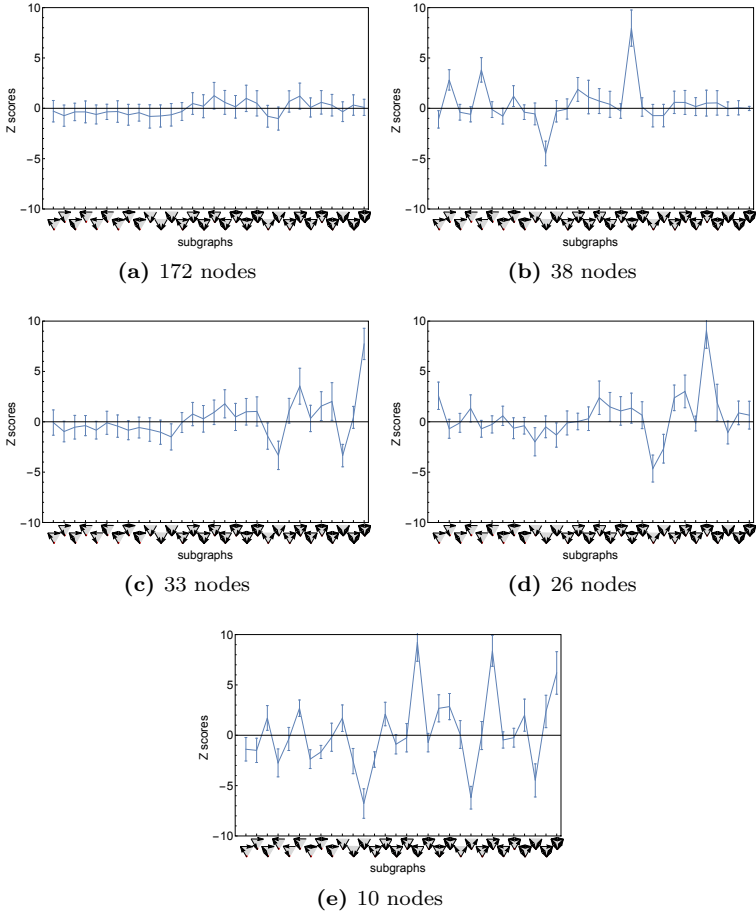 10
10
5
5
Z scores
0
Z scores
0
-5
-5
-10
-10
subgraphs
subgraphs
(a) 172 nodes
(b) 38 nodes
10
10
5
5
Z scores
0
Z scores
0
-5
-5
-10
-10
subgraphs
subgraphs
(c) 33 nodes
(d) 26 nodes
10
5
Z scores
0
-5
-10
subgraphs
(e) 10 nodes